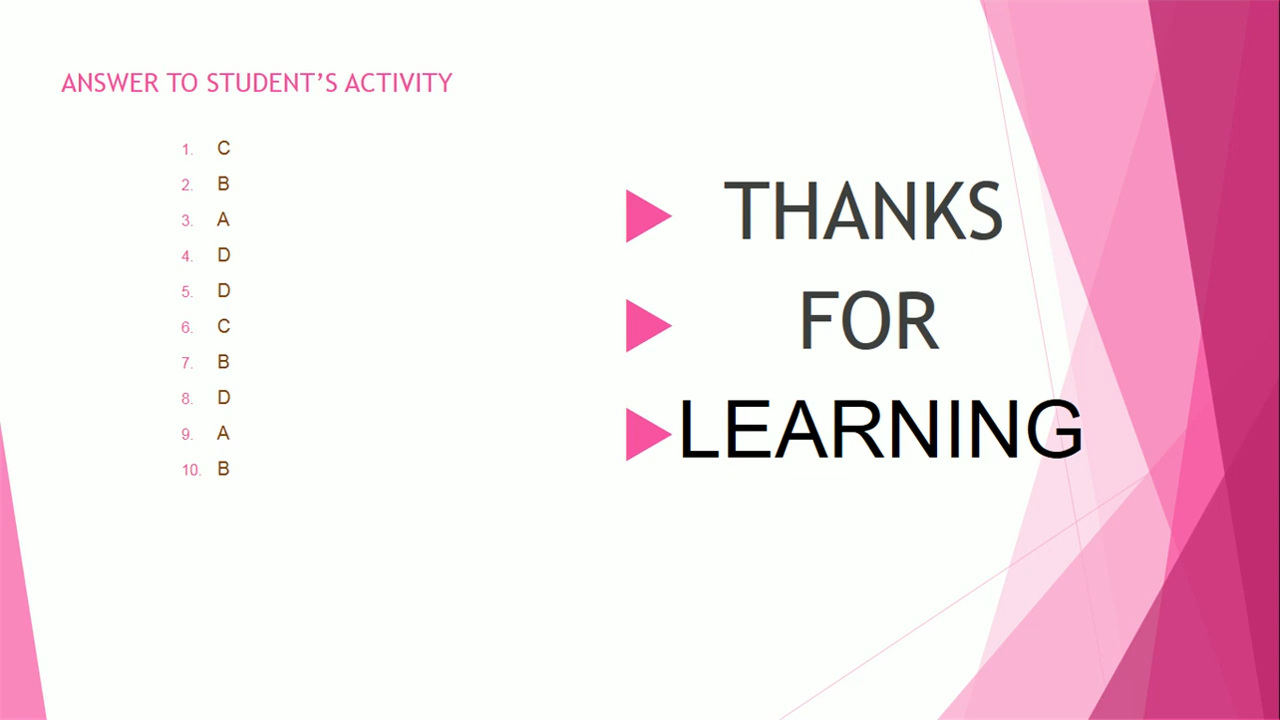 ANSWER TO STUDENT’S ACTIVITY
1. C
2. B
3. A
4. D
5. D
6. C
7. B
8. D
9. A
10. B
THANKS
FOR
LEARNING